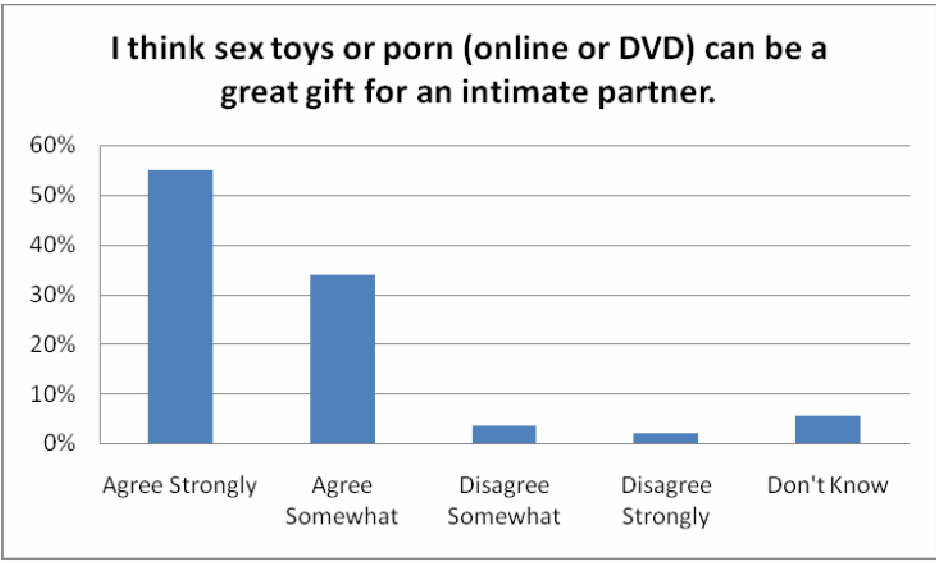 I think sex toys or porn (online or DVD) can be a
great gift for an intimate partner.
60%
50%
40%
30%
20%
10%
0%
Agree Strongly
Agree
Somewhat
Disagree
Somewhat
Disagree
Strongly
Don't Know